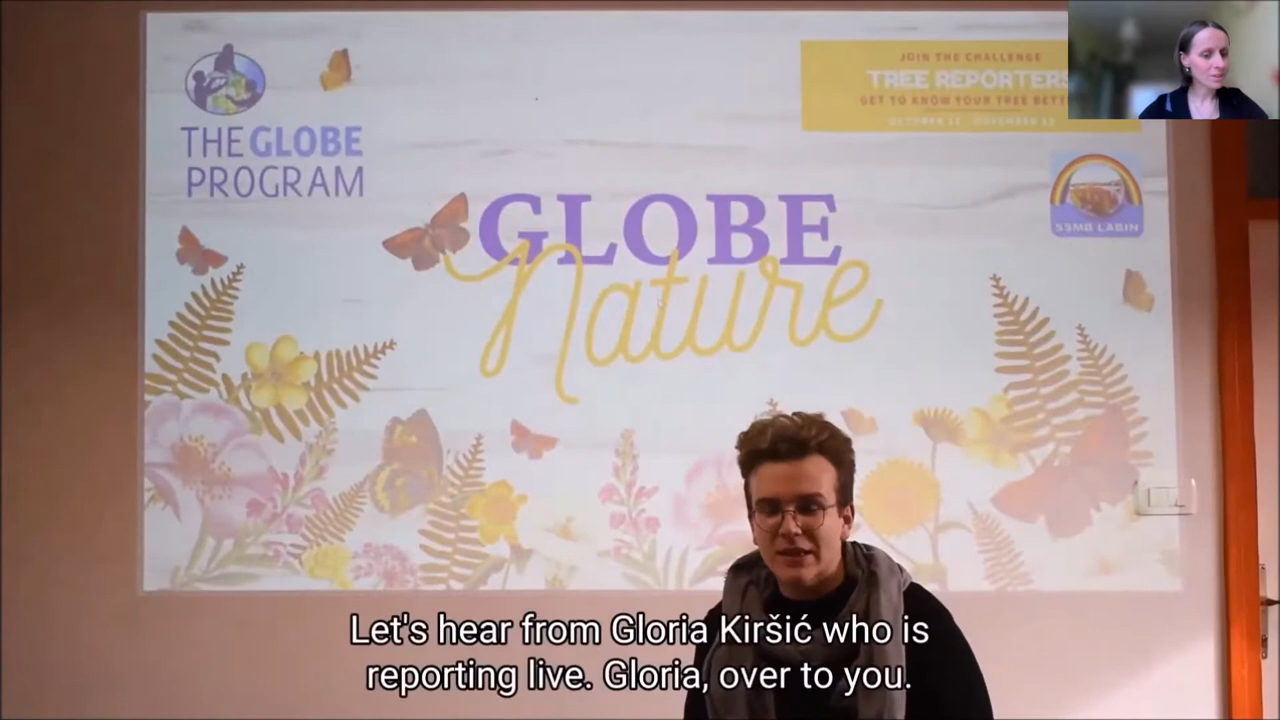 THE GLOBE
PROGRAM
JOIN THE CHALLENGE
TREE REPORTERS
GET TO KNOW YOUR TREE
SSMB LABIN
GLOBE
Nature
Let's hear from Gloria Kiršić who is
reporting live. Gloria, over to you.